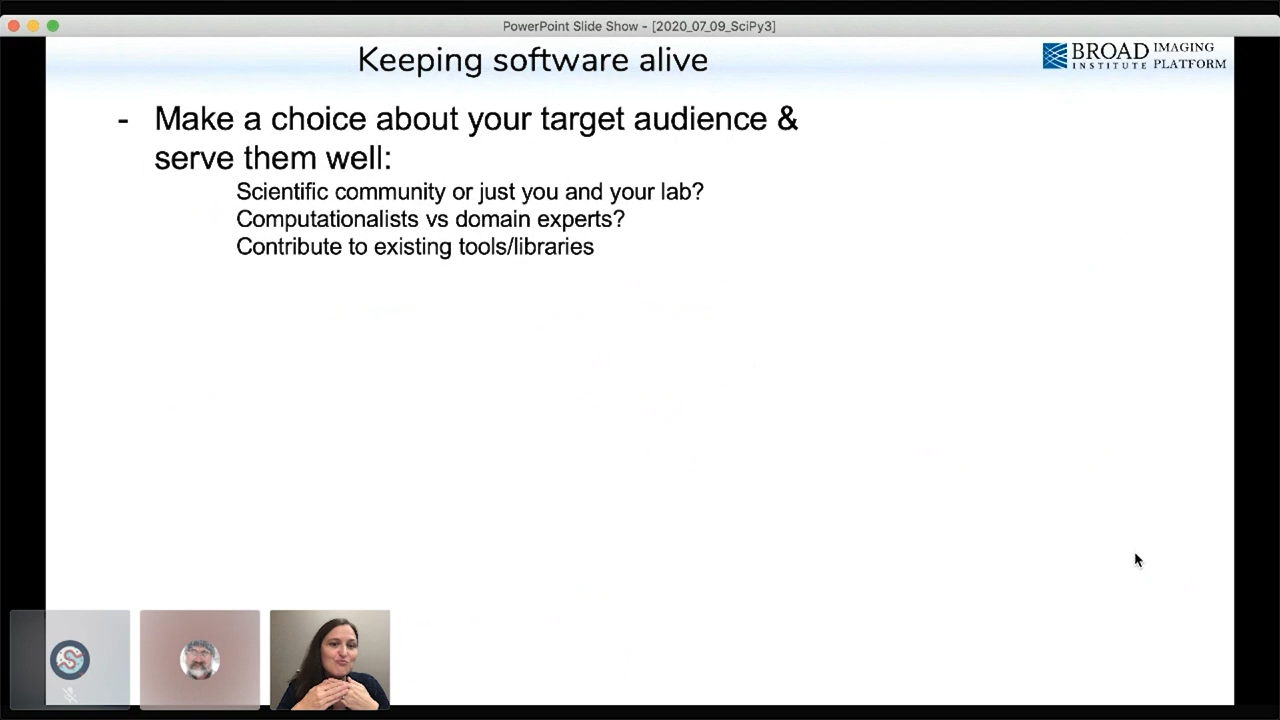 PowerPoint Slide Show - [2020_07_09_SciPy3]
Keeping software alive
BROAD INSTITUTE
IMAGING PLATFORM
- Make a choice about your target audience &
serve them well:
Scientific community or just you and your lab?
Computationalists vs domain experts?
Contribute to existing tools/libraries